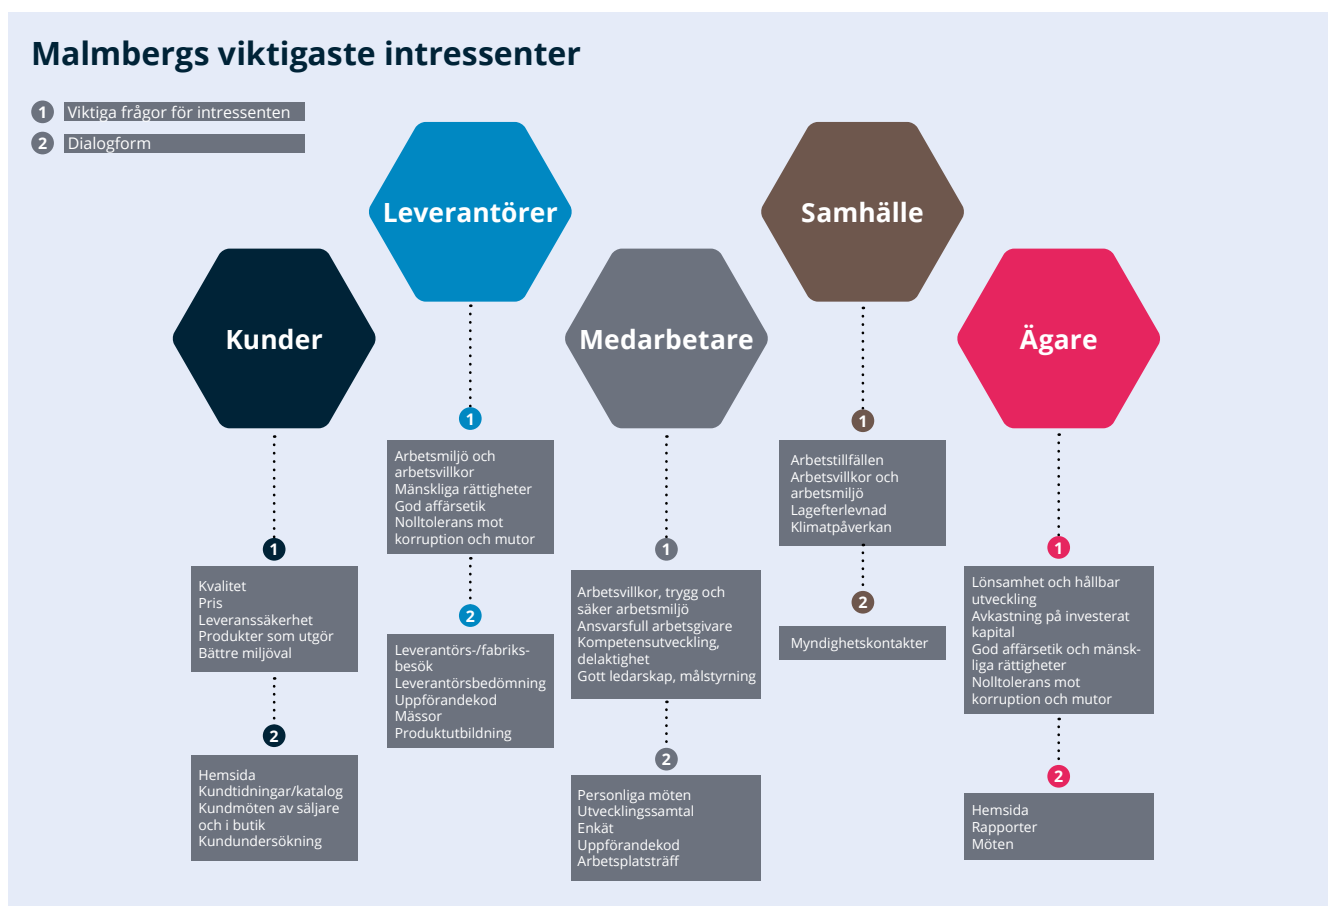 Malmbergs viktigaste intressenter
1 Viktiga frågor för intressenten
2 Dialogform
Kunder
1
Kvalitet
Pris
Leveranssäkerhet
Produkter som utgör
Bättre miljöval
2
Hemsida
Kundtidningar/katalog
Kundmöten av säljare
och i butik
Kundundersökning
Leverantörer
1
Arbetsmiljö och
arbetsvillkor
Mänskliga rättigheter
God affärsetik
Nolltolerans mot
korruption och mutor
2
Leverantörs-/fabriks-
besök
Leverantörsbedömning
Uppförandekod
Mässor
Produktutbildning
Medarbetare
1
Arbetsvillkor, trygg och
säker arbetsmiljö
Ansvarsfull arbetsgivare
Kompetensutveckling,
delaktighet
Gott ledarskap, målstyrning
2
Personliga möten
Utvecklingssamtal
Enkät
Uppförandekod
Arbetsplatsträff
Samhälle
1
Arbetstillfällen
Arbetsvillkor och
arbetsmiljö
Lagefterlevnad
Klimatpåverkan
2
Myndighetskontakter
Ägare
1
Lönsamhet och hållbar
utveckling
Avkastning på investerat
kapital
God affärsetik och mänsk-
liga rättigheter
Nolltolerans mot
korruption och mutor
2
Hemsida
Rapporter
Möten